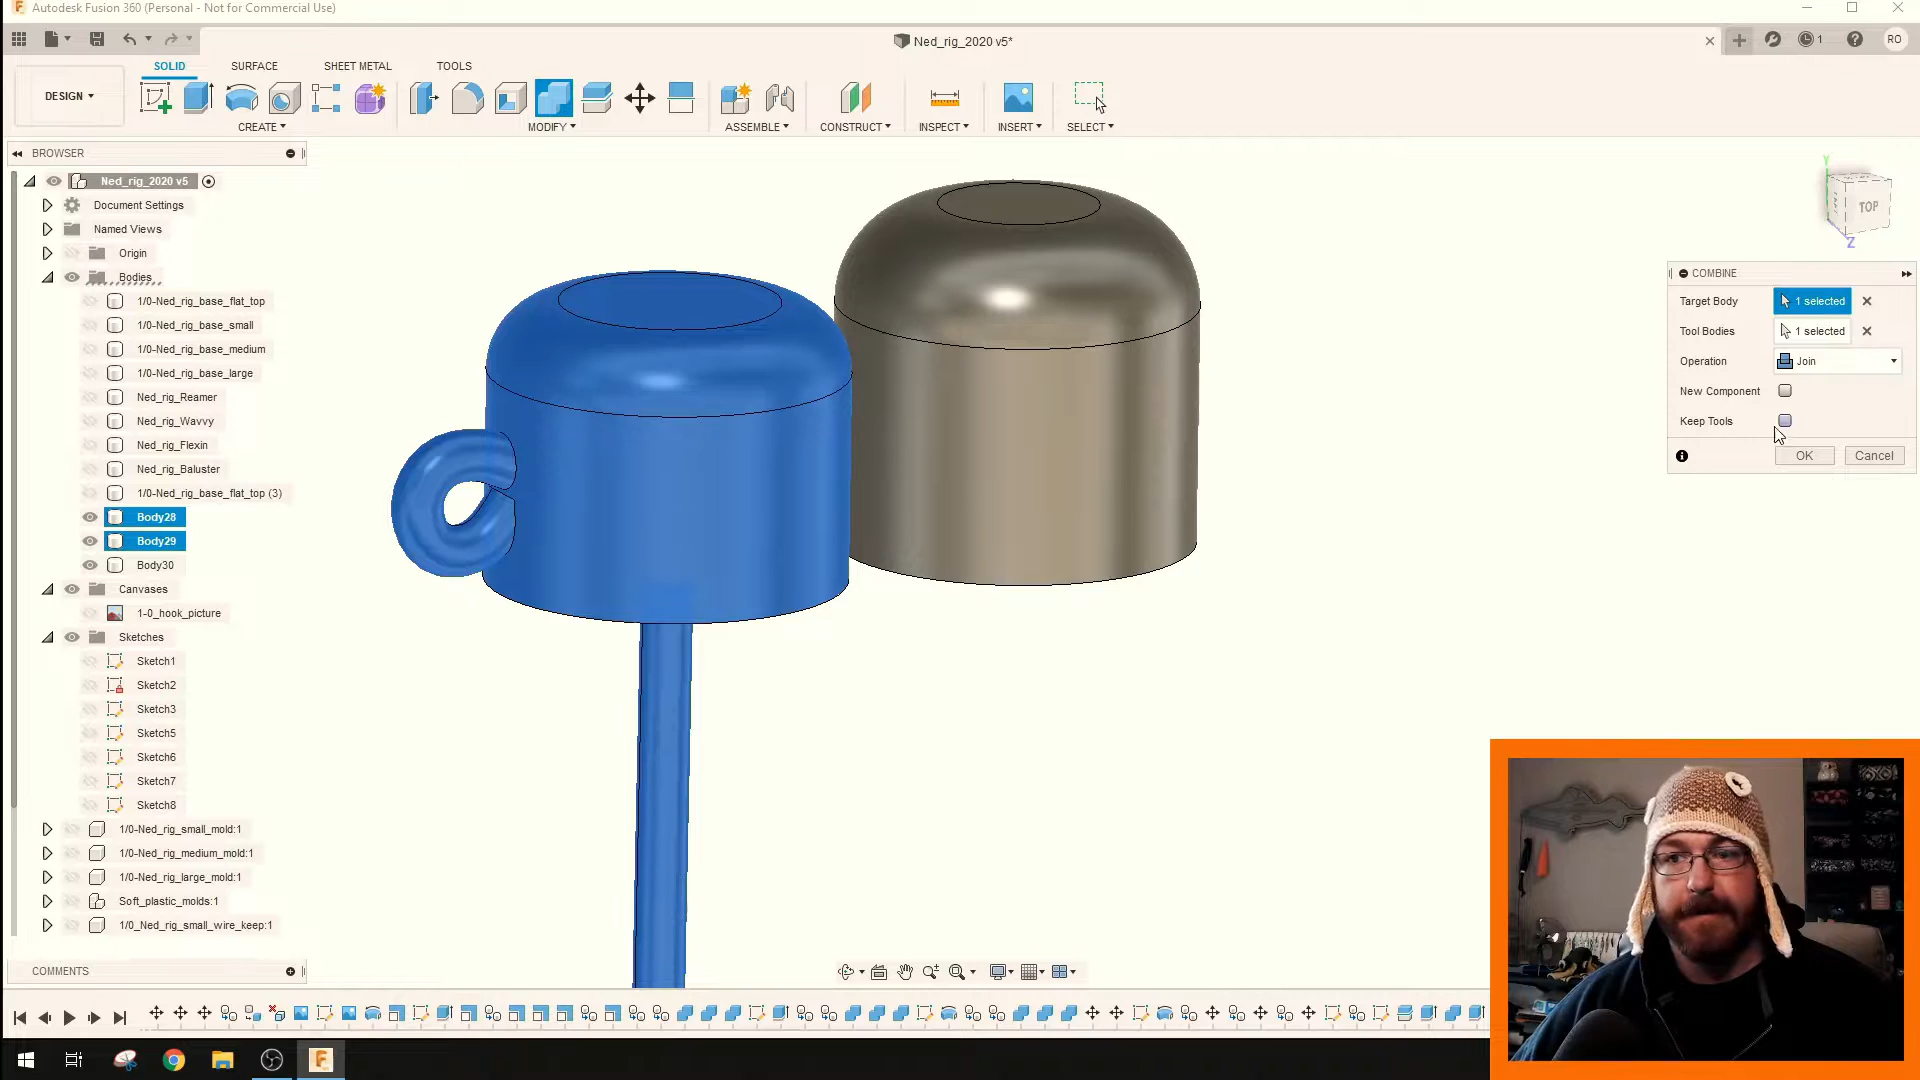 Autodesk Fusion 360 (Personal - Not for Commercial Use)
Ned_rig_2020 v5*
1
RO
SOLID
SURFACE
SHEET METAL
TOOLS
DESIGN
CREATE
MODIFY
ASSEMBLE
CONSTRUCT
INSPECT
INSERT
SELECT
BROWSER
Ned_rig_2020 v5
Document Settings
Named Views
Origin
Bodies
1/0-Ned_rig_base_flat_top
1/0-Ned_rig_base_small
1/0-Ned_rig_base_medium
1/0-Ned_rig_base_large
Ned_rig_Reamer
Ned_rig_Wavvy
Ned_rig_Flexin
Ned_rig_Baluster
1/0-Ned_rig_base_flat_top (3)
Body28
Body29
Body30
Canvases
1-0_hook_picture
Sketches
Sketch1
Sketch2
Sketch3
Sketch5
Sketch6
Sketch7
Sketch8
1/0-Ned_rig_small_mold:1
1/0-Ned_rig_medium_mold:1
1/0-Ned_rig_large_mold:1
Soft_plastic_molds:1
1/0_Ned_rig_small_wire_keep:1
COMMENTS
Y
TOP
Z
COMBINE
Target Body 1 selected
Tool Bodies 1 selected
Operation Join
New Component
Keep Tools
OK Cancel